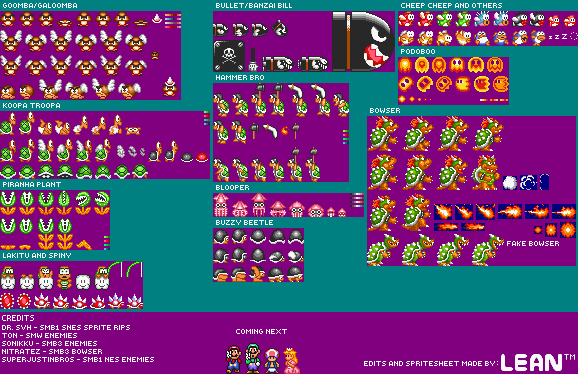 GOOMBA/GALOOMBA
BULLET/BANZAI BILL
CHEEP CHEEP AND OTHERS
PODOBOO
HAMMER BRO
KOOPA TROOPA
BOWSER
PIRANHA PLANT
BLOOPER
BUZZY BEETLE
FAKE BOWSER
LAKITU AND SPINY
CREDITS
DR. SVH - SMB1 SNES SPRITE RIPS
TON - SMW ENEMIES
SONIKKU - SMB3 ENEMIES
NITRATEZ - SMB3 BOWSER
SUPERJUSTINBROS - SMB1 NES ENEMIES
COMING NEXT
EDITS AND SPRITESHEET MADE BY: LEAN™